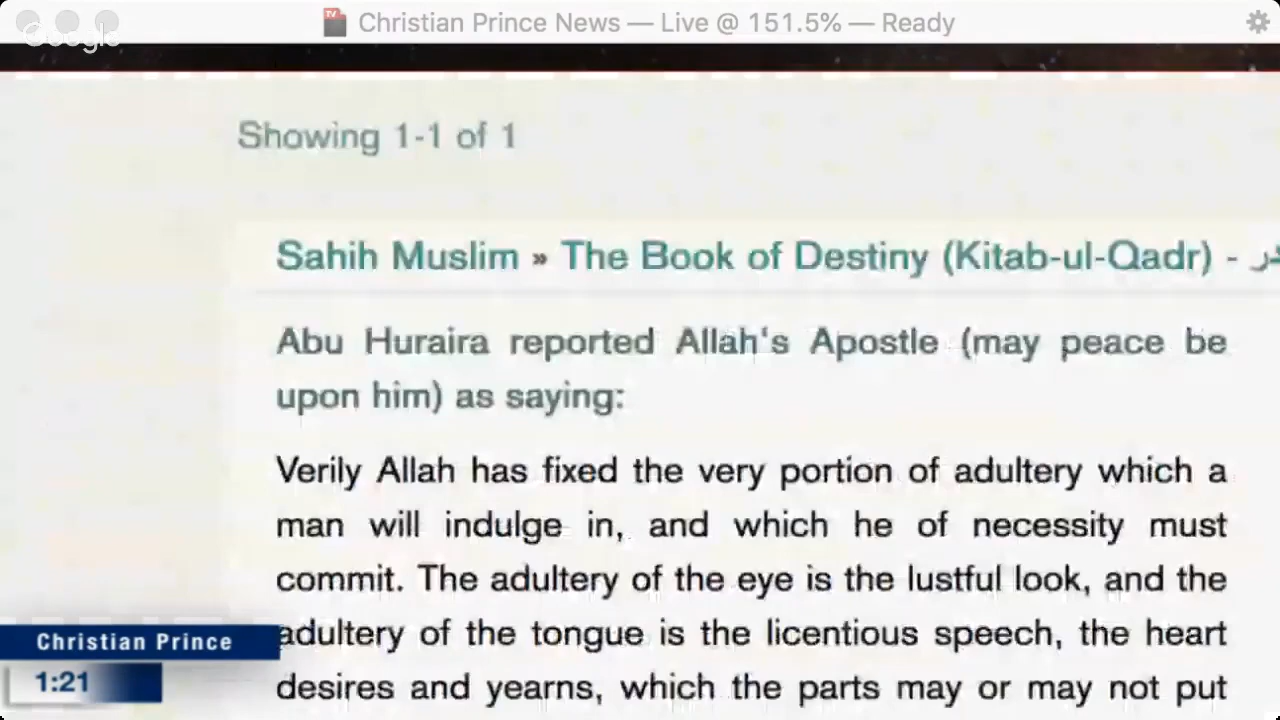 Christian Prince News — Live @ 151.5% — Ready
Google
Showing 1-1 of 1
Sahih Muslim » The Book of Destiny (Kitab-ul-Qadr) -
Abu Huraira reported Allah's Apostle (may peace be
upon him) as saying:
Verily Allah has fixed the very portion of adultery which a
man will indulge in, and which he of necessity must
commit. The adultery of the eye is the lustful look, and the
adultery of the tongue is the licentious speech, the heart
desires and yearns, which the parts may or may not put
Christian Prince
1:21